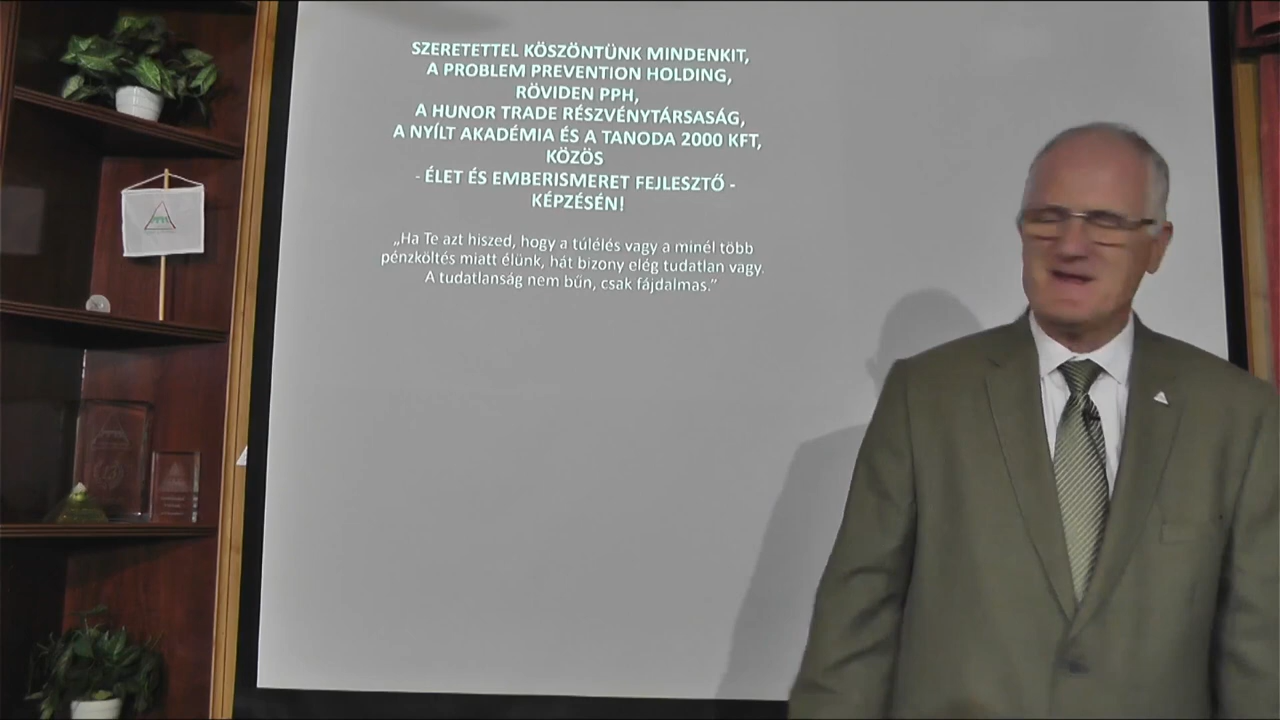 SZERETETTEL KÖSZÖNTÜNK MINDENKIT,
A PROBLEM PREVENTION HOLDING,
RÖVIDEN PPH,
A HUNOR TRADE RÉSZVÉNYTÁRSASÁG,
A NYÍLT AKADÉMIA ÉS A TANODA 2000 KFT,
KÖZÖS
- ÉLET ÉS EMBERISMERET FEJLESZTŐ -
KÉPZÉSÉN!
„Ha Te azt hiszed, hogy a túlélés vagy a minél több
pénzköltés miatt élünk, hát bizony elég tudatlan vagy.
A tudatlanság nem bűn, csak fájdalmas.”